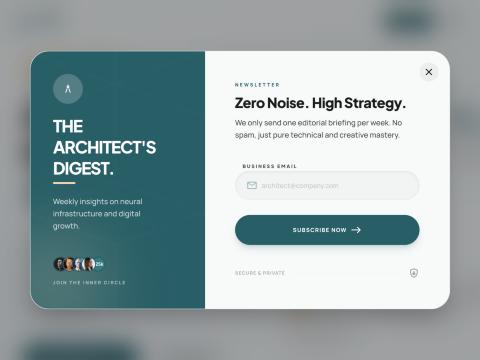 THE
ARCHITECT'S
DIGEST.
Weekly insights on neural
infrastructure and digital
growth.
25k
JOIN THE INNER CIRCLE
NEWSLETTER
Zero Noise. High Strategy.
We only send one editorial briefing per week. No
spam, just pure technical and creative mastery.
BUSINESS EMAIL
architect@company.com
SUBSCRIBE NOW
SECURE & PRIVATE